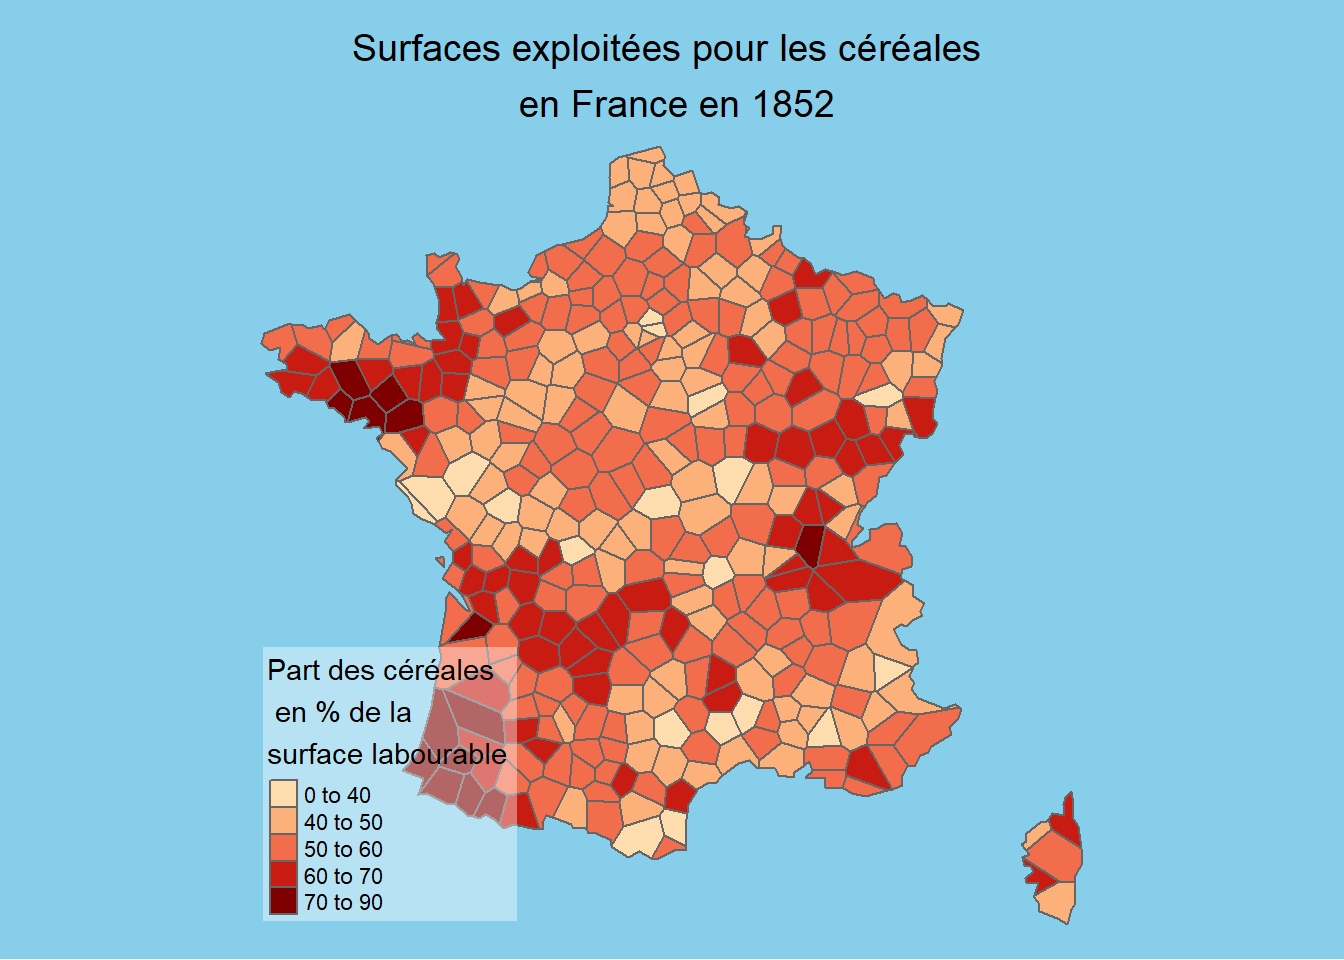 Surfaces exploitées pour les céréales
en France en 1852
Part des céréales
en % de la
surface labourable
0 to 40
40 to 50
50 to 60
60 to 70
70 to 90